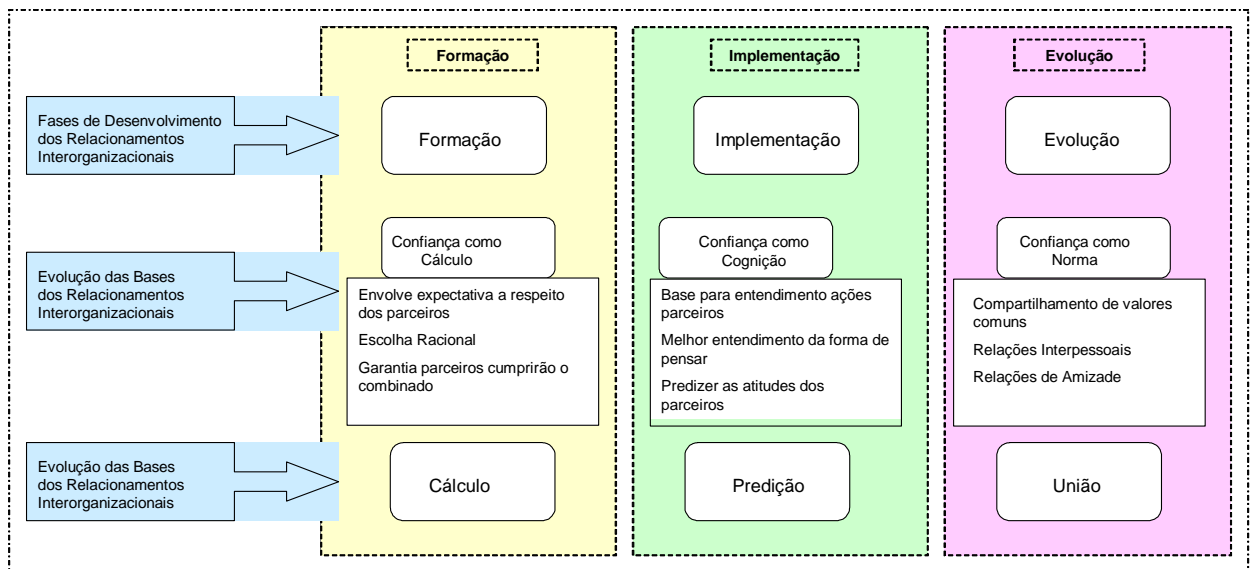 Formação
Implementação
Evolução
Fases de Desenvolvimento
dos Relacionamentos
Interorganizacionais
Formação
Implementação
Evolução
Evolução das Bases
dos Relacionamentos
Interorganizacionais
Confiança como
Cálculo
Envolve expectativa a respeito
dos parceiros
Escolha Racional
Garantia parceiros cumprirão o
combinado
Confiança como
Cognição
Base para entendimento ações
parceiros
Melhor entendimento da forma de
pensar
Predizer as atitudes dos
parceiros
Confiança como
Norma
Compartilhamento de valores
comuns
Relações Interpessoais
Relações de Amizade
Evolução das Bases
dos Relacionamentos
Interorganizacionais
Cálculo
Predição
União